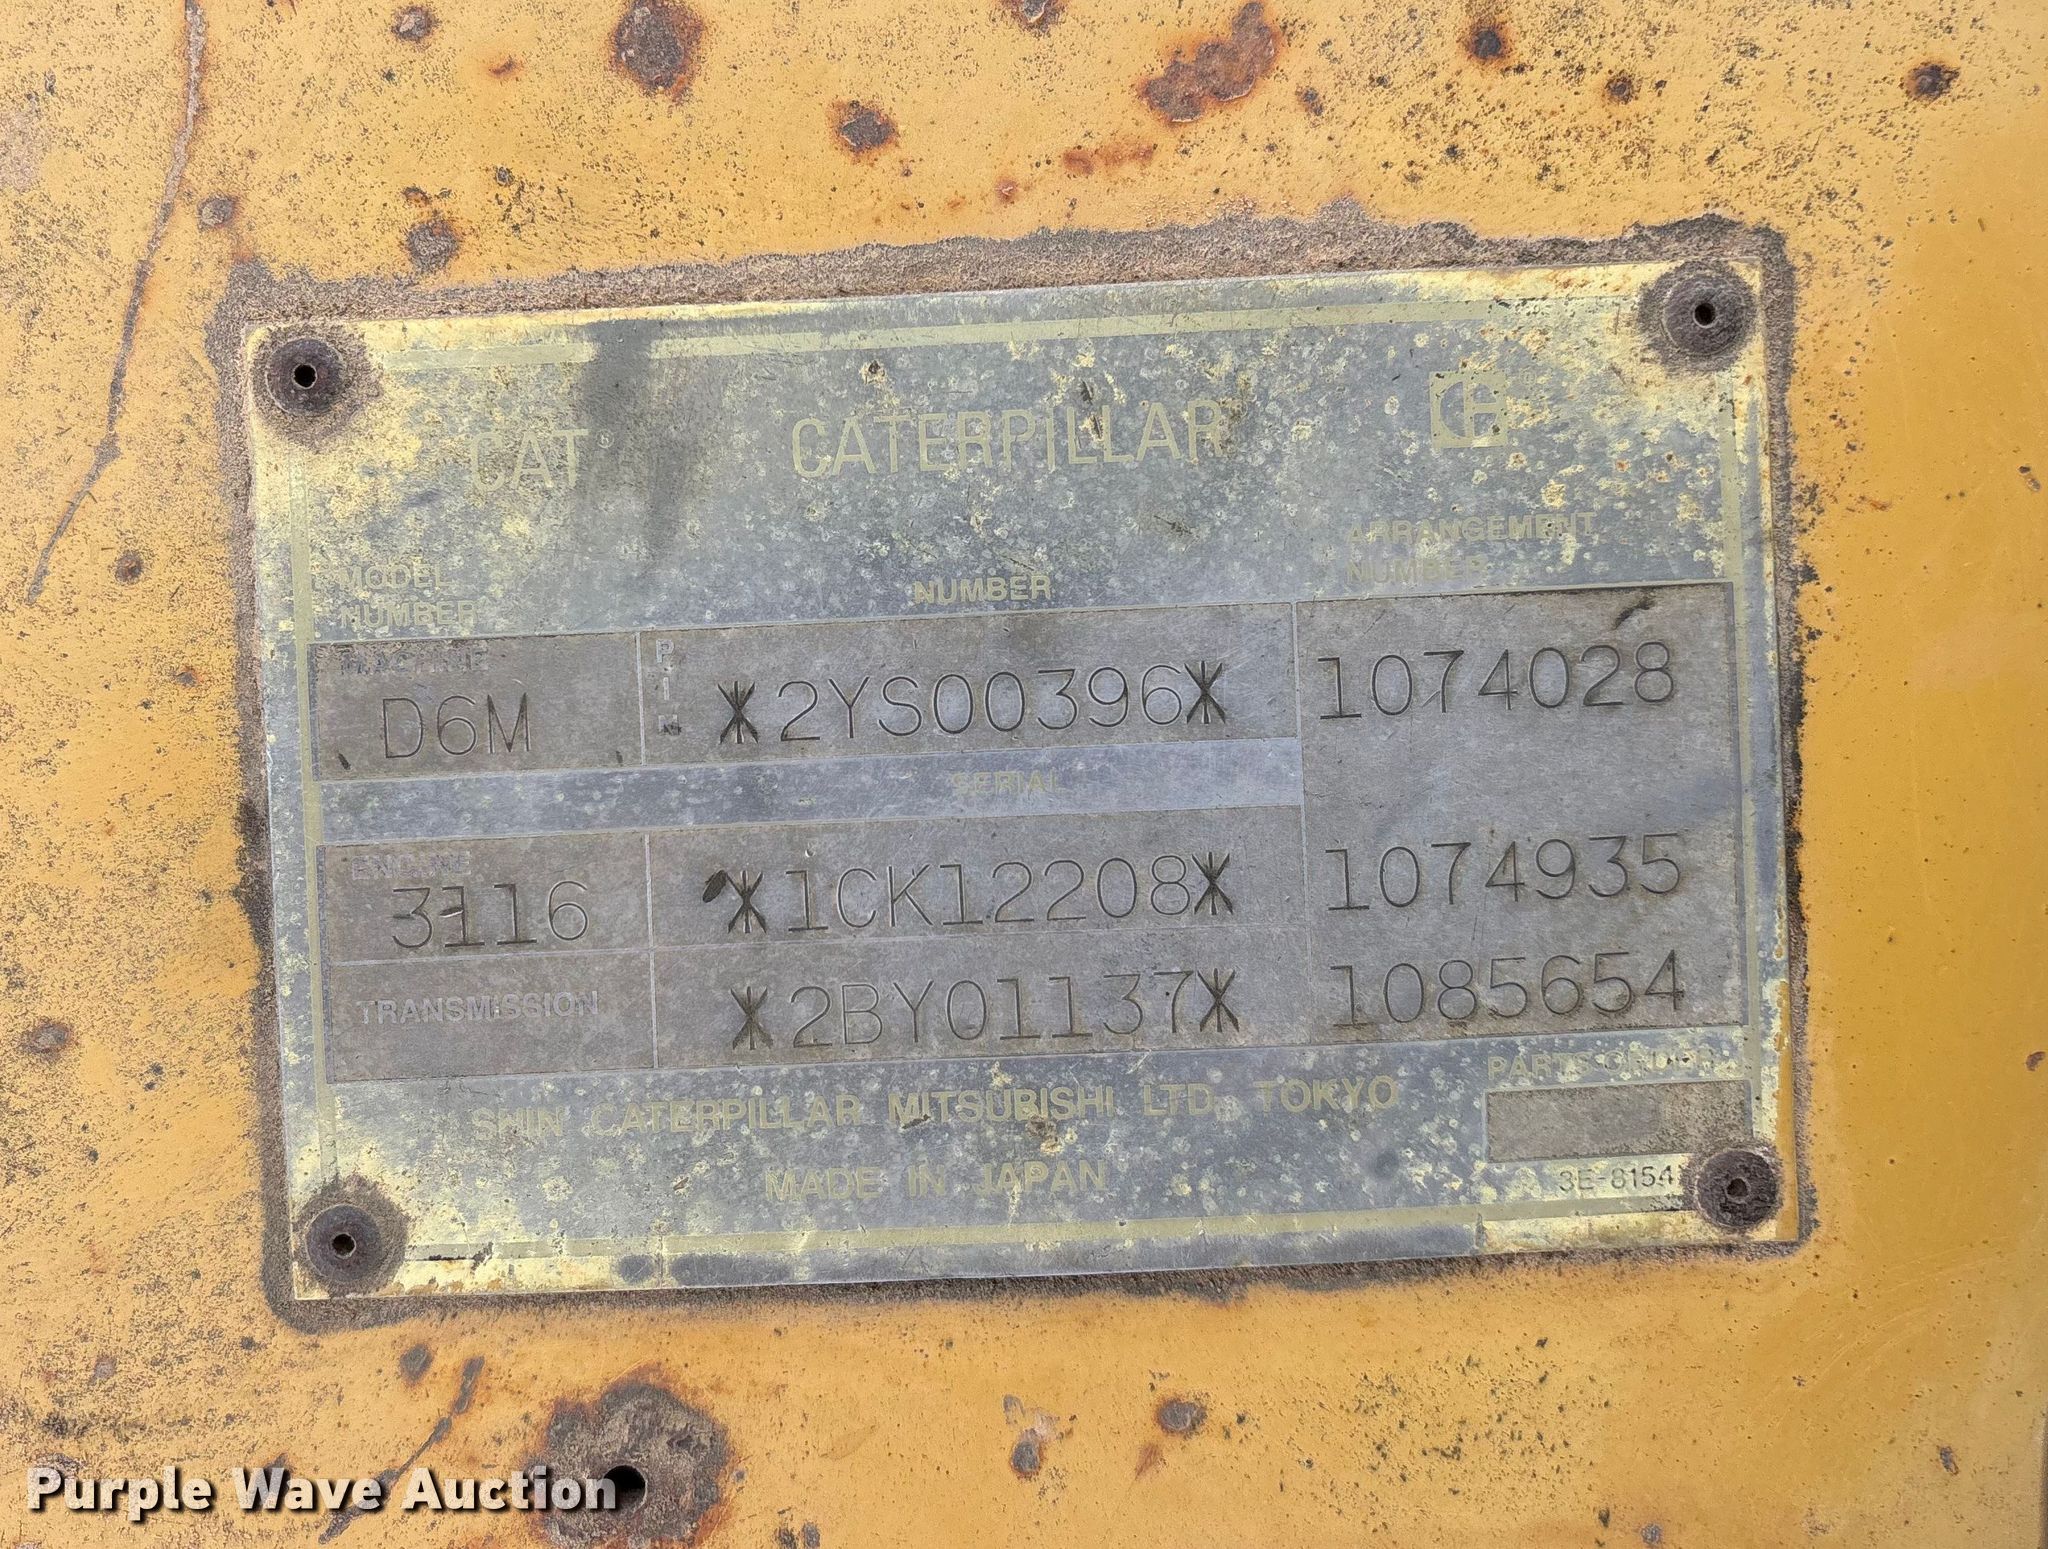 CAT® CATERPILLAR
MODEL NUMBER NUMBER ARRANGEMENT NUMBER
MACHINE PIN
D6M *2YS00396* 1074028
SERIAL
ENGINE
3116 *1CK12208* 1074935
TRANSMISSION *2BY01137* 1085654
SHIN CATERPILLAR MITSUBISHI LTD. TOKYO
PARTS ORDER
MADE IN JAPAN
3E-8154
Purple Wave Auction